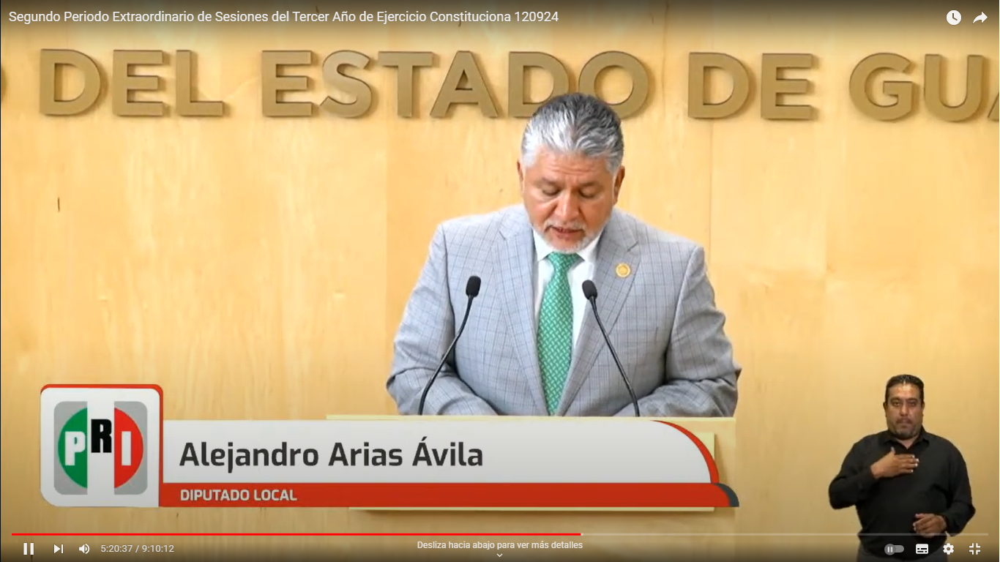 Segundo Periodo Extraordinario de Sesiones del Tercer Año de Ejercicio Constituciona 120924
DEL ESTADO DE GUA
PRI
Alejandro Arias Ávila
DIPUTADO LOCAL
5:20:37 / 9:10:12
Desliza hacia abajo para ver más detalles